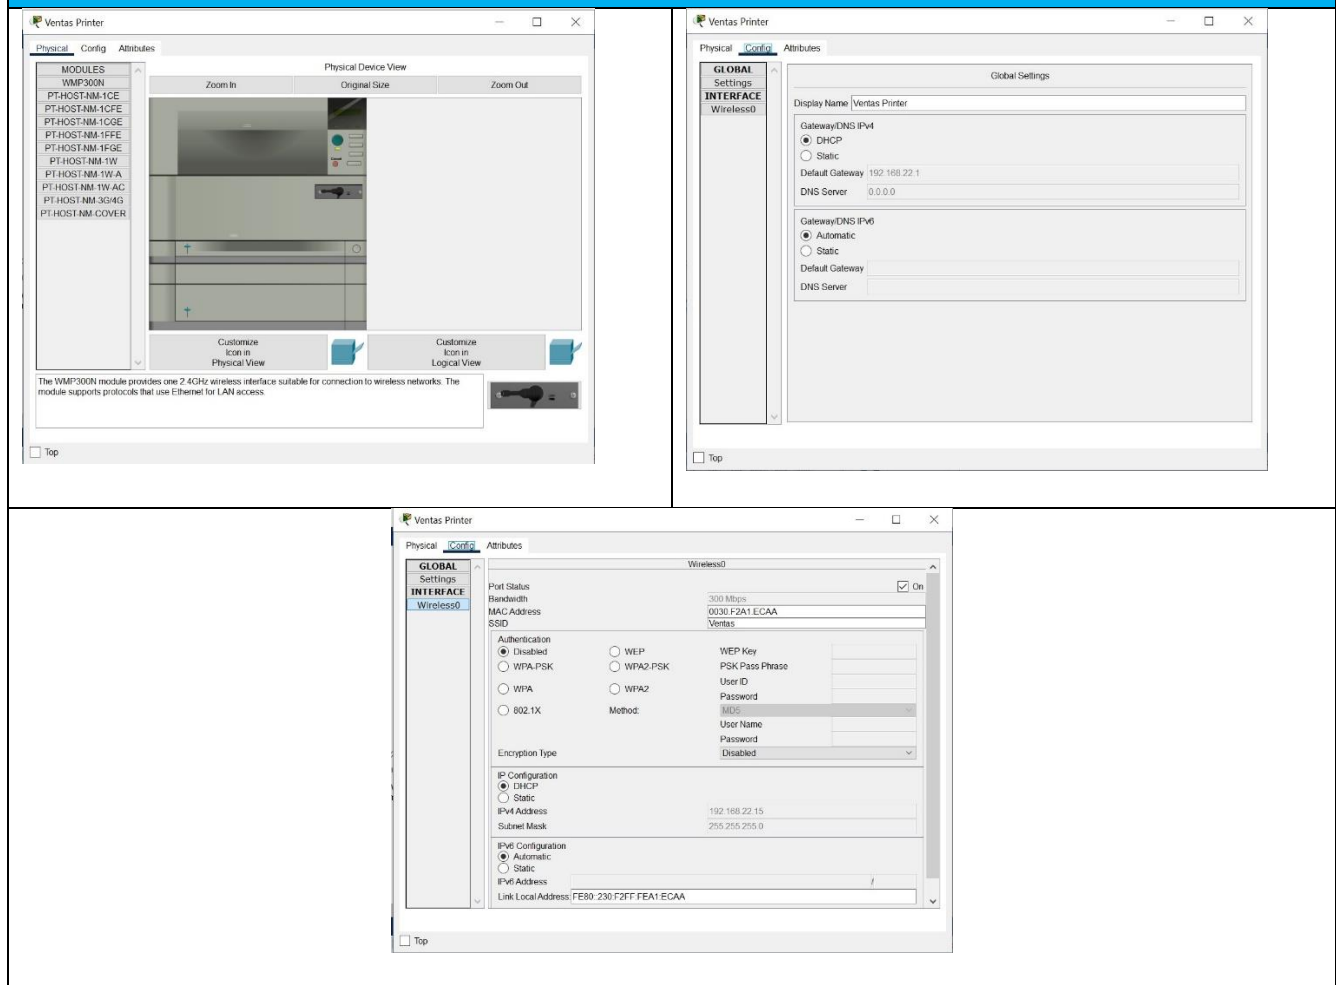 Ventas Printer
Physical Config Attributes
MODULES
WMP300N
PT-HOST-NM-1CE
PT-HOST-NM-1CFE
PT-HOST-NM-1CGE
PT-HOST-NM-1FFE
PT-HOST-NM-1FGE
PT-HOST-NM-1W
PT-HOST-NM-1W-A
PT-HOST-NM-1W-AC
PT-HOST-NM-3G/4G
PT-HOST-NM-COVER
Physical Device View
Zoom In Original Size Zoom Out
Customize
Icon in
Physical View
Customize
Icon in
Logical View
The WMP300N module provides one 2.4GHz wireless interface suitable for connection to wireless networks. The
module supports protocols that use Ethernet for LAN access.
Top
Ventas Printer
Physical Config Attributes
GLOBAL
Settings
INTERFACE
Wireless0
Global Settings
Display Name Ventas Printer
Gateway/DNS IPv4
DHCP
Static
Default Gateway 192.168.22.1
DNS Server 0.0.0.0
Gateway/DNS IPv6
Automatic
Static
Default Gateway
DNS Server
Top
Ventas Printer
Physical Config Attributes
GLOBAL
Settings
INTERFACE
Wireless0
Wireless0
Port Status On
Bandwidth 300 Mbps
MAC Address 0030.F2A1.ECAA
SSID Ventas
Authentication
Disabled WEP WEP Key
WPA-PSK WPA2-PSK PSK Pass Phrase
User ID
WPA WPA2
Password
802.1X Method: MD5
User Name
Password
Encryption Type Disabled
IP Configuration
DHCP
Static
IPv4 Address 192.168.22.15
Subnet Mask 255.255.255.0
IPv6 Configuration
Automatic
Static
IPv6 Address /
Link Local Address: FE80::230:F2FF:FEA1:ECAA
Top